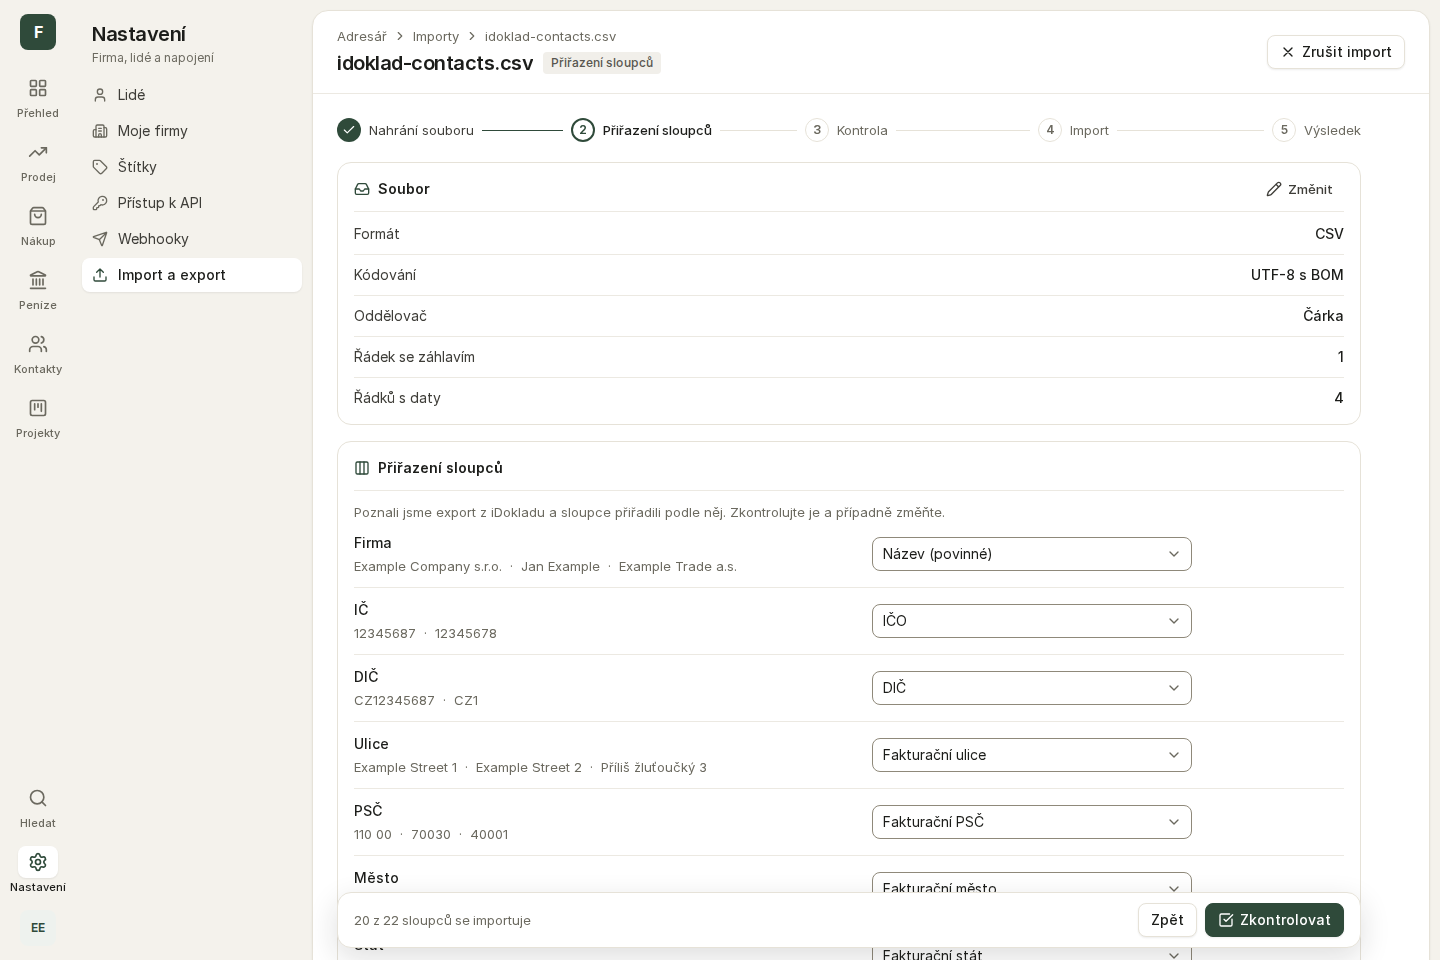 F
Přehled
Prodej
Nákup
Peníze
Kontakty
Projekty
Hledat
Nastavení
EE
Nastavení
Firma, lidé a napojení
Lidé
Moje firmy
Štítky
Přístup k API
Webhooky
Import a export
Adresář > Importy > idoklad-contacts.csv
idoklad-contacts.csv Přiřazení sloupců
Zrušit import
Nahrání souboru 2 Přiřazení sloupců 3 Kontrola 4 Import 5 Výsledek
Soubor Změnit
Formát CSV
Kódování UTF-8 s BOM
Oddělovač Čárka
Řádek se záhlavím 1
Řádků s daty 4
Přiřazení sloupců
Poznali jsme export z iDokladu a sloupce přiřadili podle něj. Zkontrolujte je a případně změňte.
Firma
Example Company s.r.o. · Jan Example · Example Trade a.s.
Název (povinné)
IČ
12345687 · 12345678
IČO
DIČ
CZ12345687 · CZ1
DIČ
Ulice
Example Street 1 · Example Street 2 · Příliš žluťoučký 3
Fakturační ulice
PSČ
110 00 · 70030 · 40001
Fakturační PSČ
Město
Fakturační město
20 z 22 sloupců se importuje
Zpět
Zkontrolovat
Stát
Fakturační stát